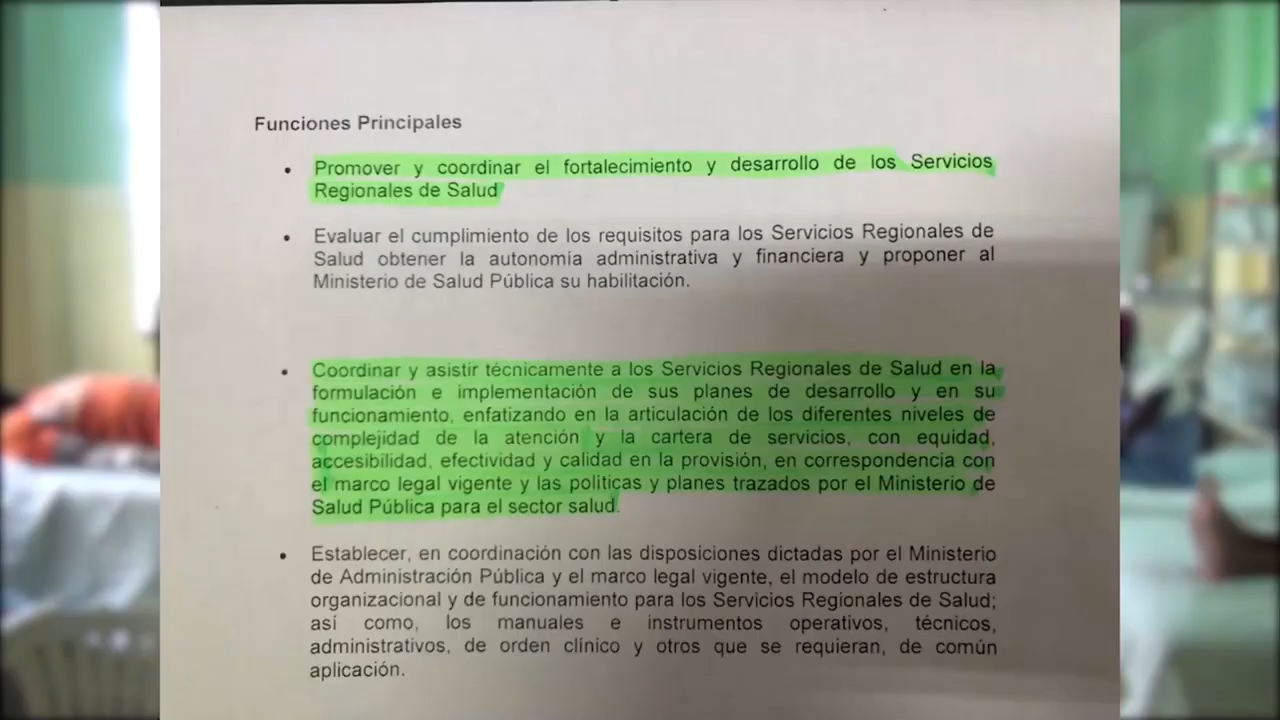 Funciones Principales
• Promover y coordinar el fortalecimiento y desarrollo de los Servicios
Regionales de Salud
• Evaluar el cumplimiento de los requisitos para los Servicios Regionales de
Salud obtener la autonomía administrativa y financiera y proponer al
Ministerio de Salud Pública su habilitación.
• Coordinar y asistir técnicamente a los Servicios Regionales de Salud en la
formulación e implementación de sus planes de desarrollo y en su
funcionamiento, enfatizando en la articulación de los diferentes niveles de
complejidad de la atención y la cartera de servicios, con equidad,
accesibilidad, efectividad y calidad en la provisión, en correspondencia con
el marco legal vigente y las políticas y planes trazados por el Ministerio de
Salud Pública para el sector salud.
• Establecer, en coordinación con las disposiciones dictadas por el Ministerio
de Administración Pública y el marco legal vigente, el modelo de estructura
organizacional y de funcionamiento para los Servicios Regionales de Salud;
así como, los manuales e instrumentos operativos, técnicos,
administrativos, de orden clínico y otros que se requieran, de común
aplicación.